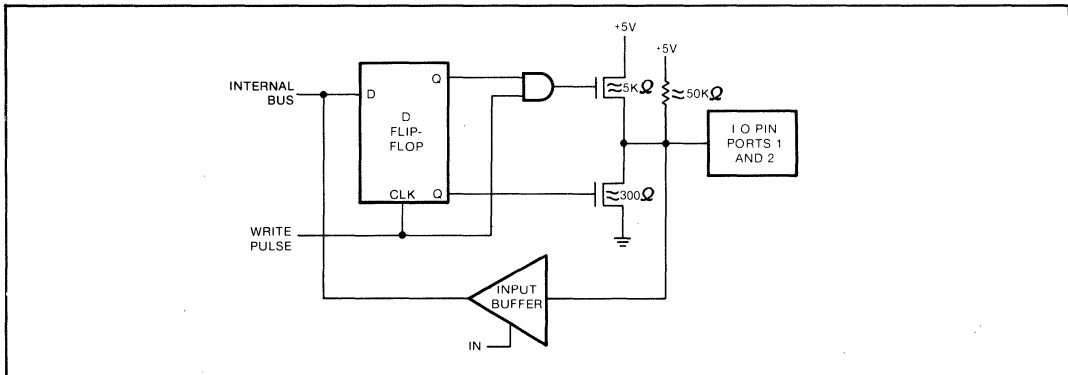 +5V
+5V
INTERNAL
BUS
D
Q
D
FLIP-
FLOP
CLK
Q
≈5KΩ
≈50KΩ
I O PIN
PORTS 1
AND 2
≈300Ω
WRITE
PULSE
INPUT
BUFFER
IN